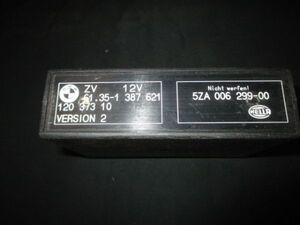 ZV 12V
61.35-1 387 621
120 373 10
VERSION 2
Nicht werfen!
5ZA 006 299-00
HELLA